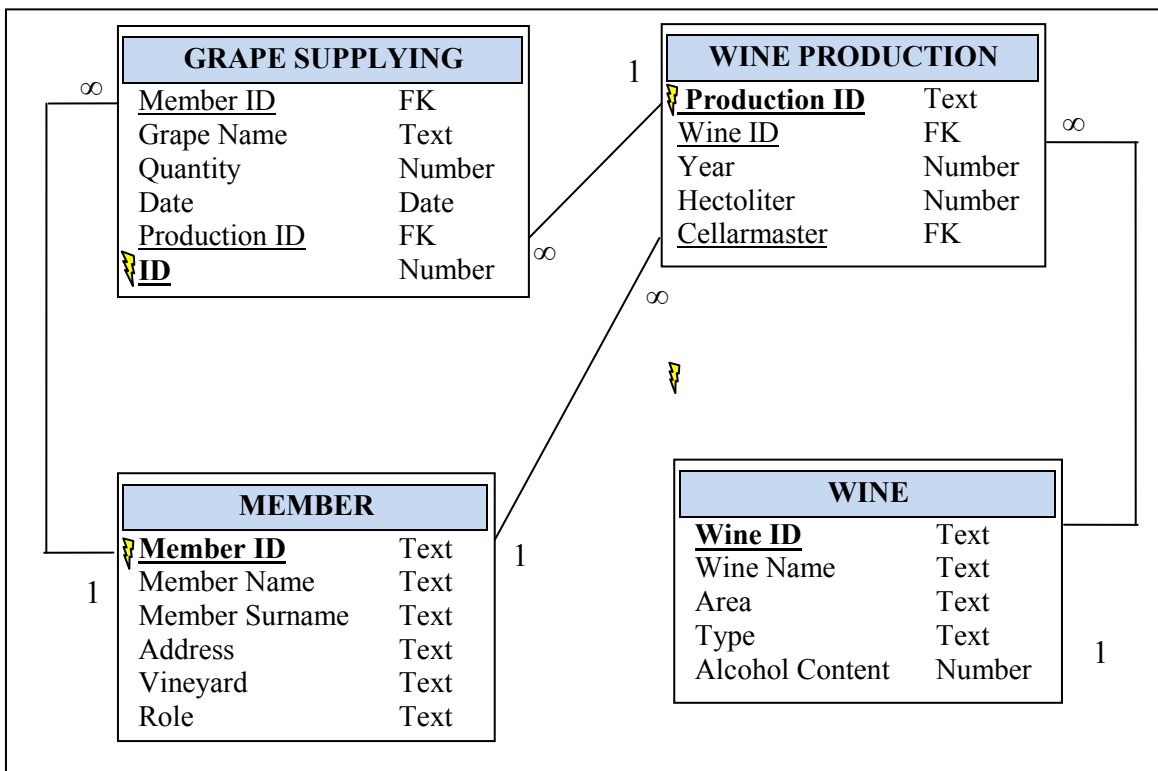 GRAPE SUPPLYING
∞
Member ID FK
Grape Name Text
Quantity Number
Date Date
Production ID FK
∞
ID Number
WINE PRODUCTION
1
Production ID Text
Wine ID FK
∞
Year Number
Hectoliter Number
Cellarmaster FK
∞
MEMBER
Member ID Text
1
1
Member Name Text
Member Surname Text
Address Text
Vineyard Text
Role Text
WINE
Wine ID Text
Wine Name Text
Area Text
Type Text
1
Alcohol Content Number